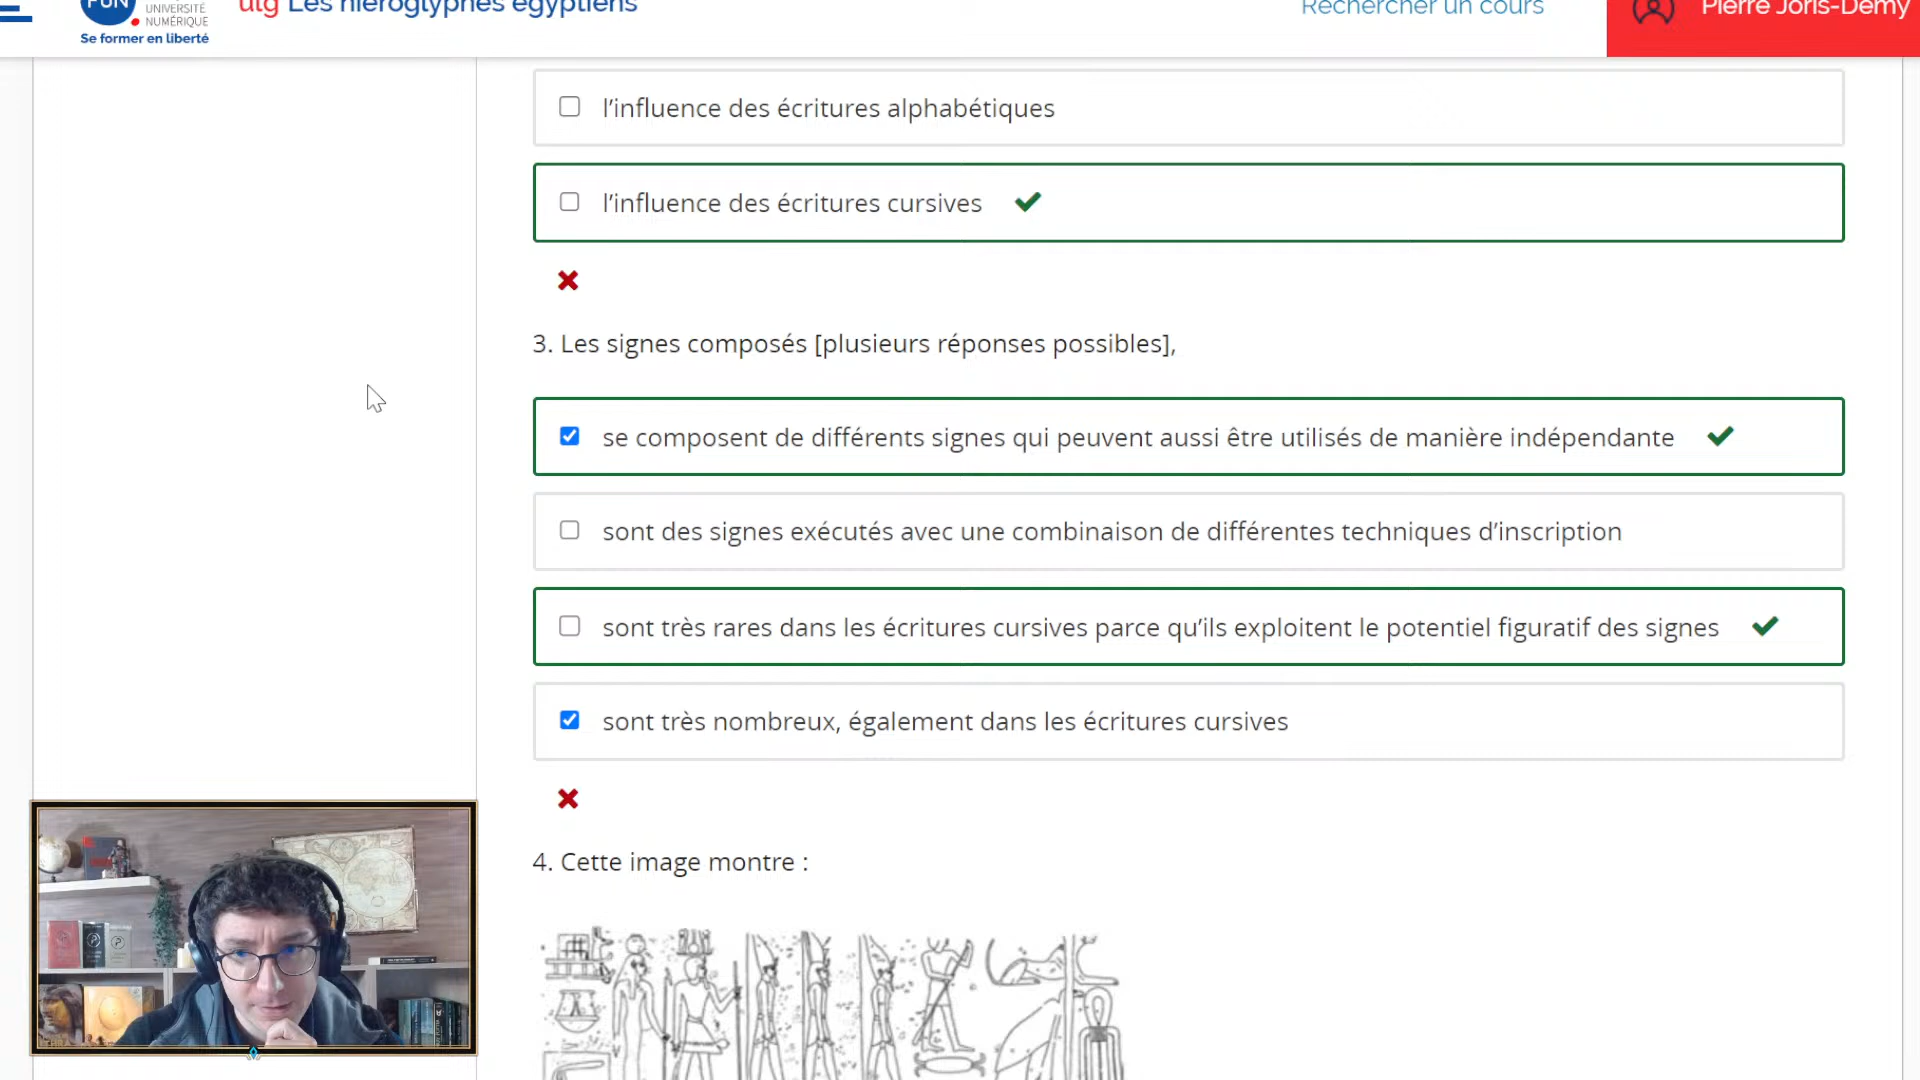 FUN
UNIVERSITÉ
NUMÉRIQUE
Se former en liberté
ulg Les hiéroglyphes égyptiens
Rechercher un cours
Pierre Joris-Demy
l’influence des écritures alphabétiques
l’influence des écritures cursives
3. Les signes composés [plusieurs réponses possibles],
se composent de différents signes qui peuvent aussi être utilisés de manière indépendante
sont des signes exécutés avec une combinaison de différentes techniques d’inscription
sont très rares dans les écritures cursives parce qu’ils exploitent le potentiel figuratif des signes
sont très nombreux, également dans les écritures cursives
4. Cette image montre :